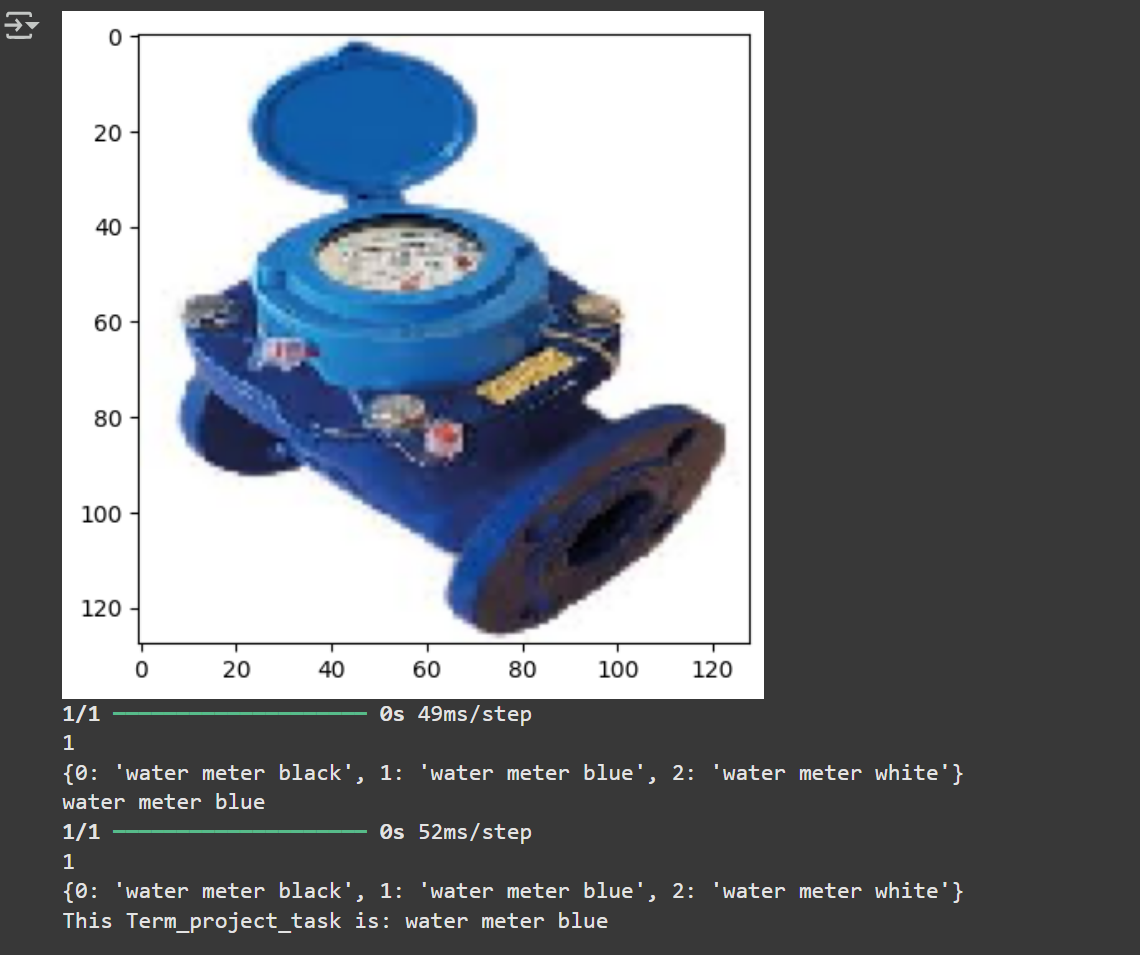 0
20
40
60
80
100
120
0 20 40 60 80 100 120
1/1 ━━━━━━━━━━━━━━━━━━━━ 0s 49ms/step
1
{0: 'water meter black', 1: 'water meter blue', 2: 'water meter white'}
water meter blue
1/1 ━━━━━━━━━━━━━━━━━━━━ 0s 52ms/step
1
{0: 'water meter black', 1: 'water meter blue', 2: 'water meter white'}
This Term_project_task is: water meter blue